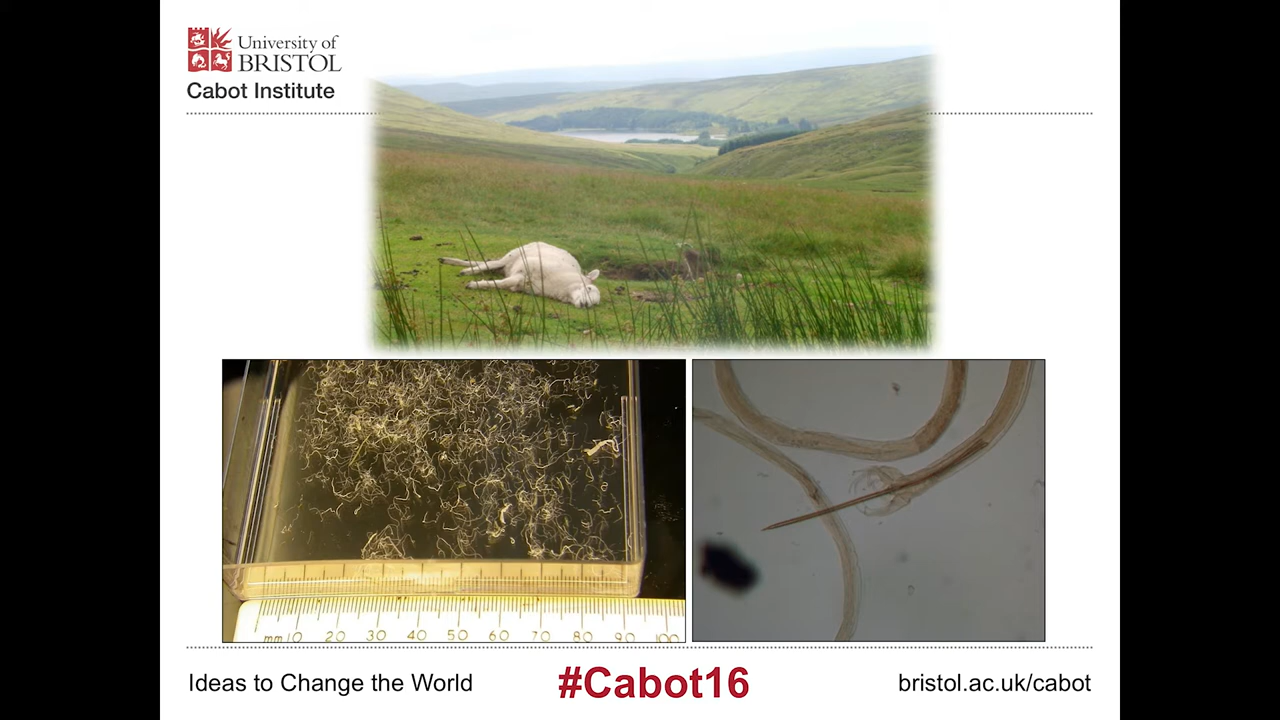 University of
BRISTOL
Cabot Institute
mm 10 20 30 40 50 60 70 80 90 100
Ideas to Change the World
#Cabot16
bristol.ac.uk/cabot